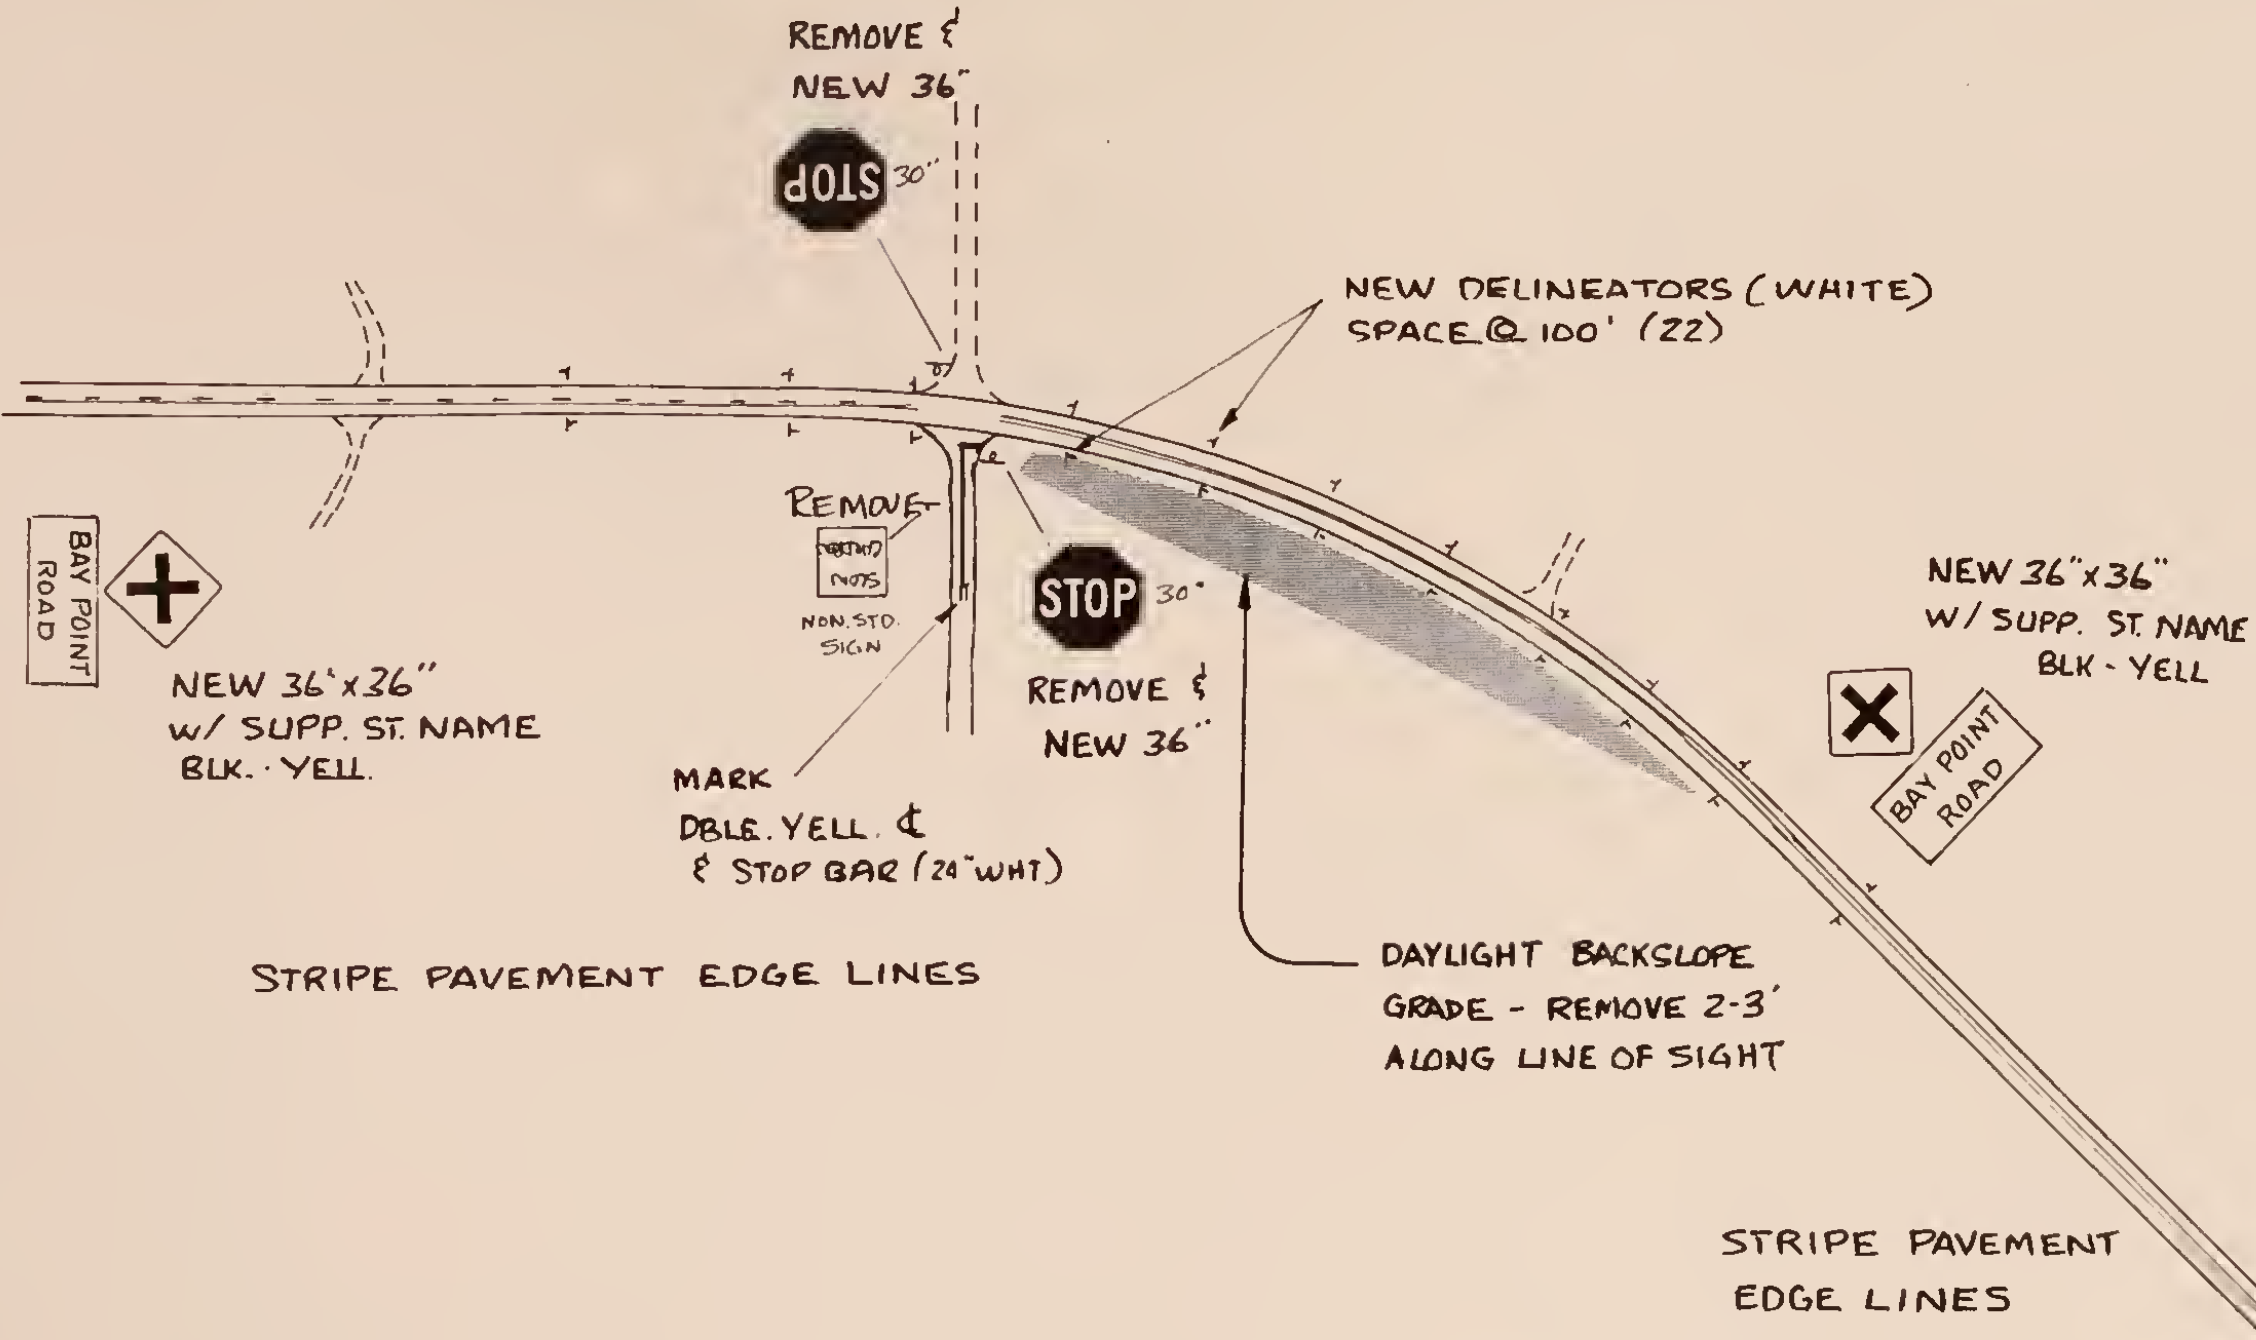 REMOVE &
NEW 36"
STOP
30"
NEW DELINEATORS (WHITE)
SPACE @ 100' (22)
REMOVE
NON. STD.
SIGN
STOP
30"
REMOVE &
NEW 36"
BAY POINT
ROAD
NEW 36"x36"
W/ SUPP. ST. NAME
BLK. - YELL.
MARK
DBLE. YELL. ℄
& STOP BAR (24" WHT)
NEW 36"x36"
W/ SUPP. ST. NAME
BLK - YELL
BAY POINT
ROAD
STRIPE PAVEMENT EDGE LINES
DAYLIGHT BACKSLOPE
GRADE - REMOVE 2-3'
ALONG LINE OF SIGHT
STRIPE PAVEMENT
EDGE LINES